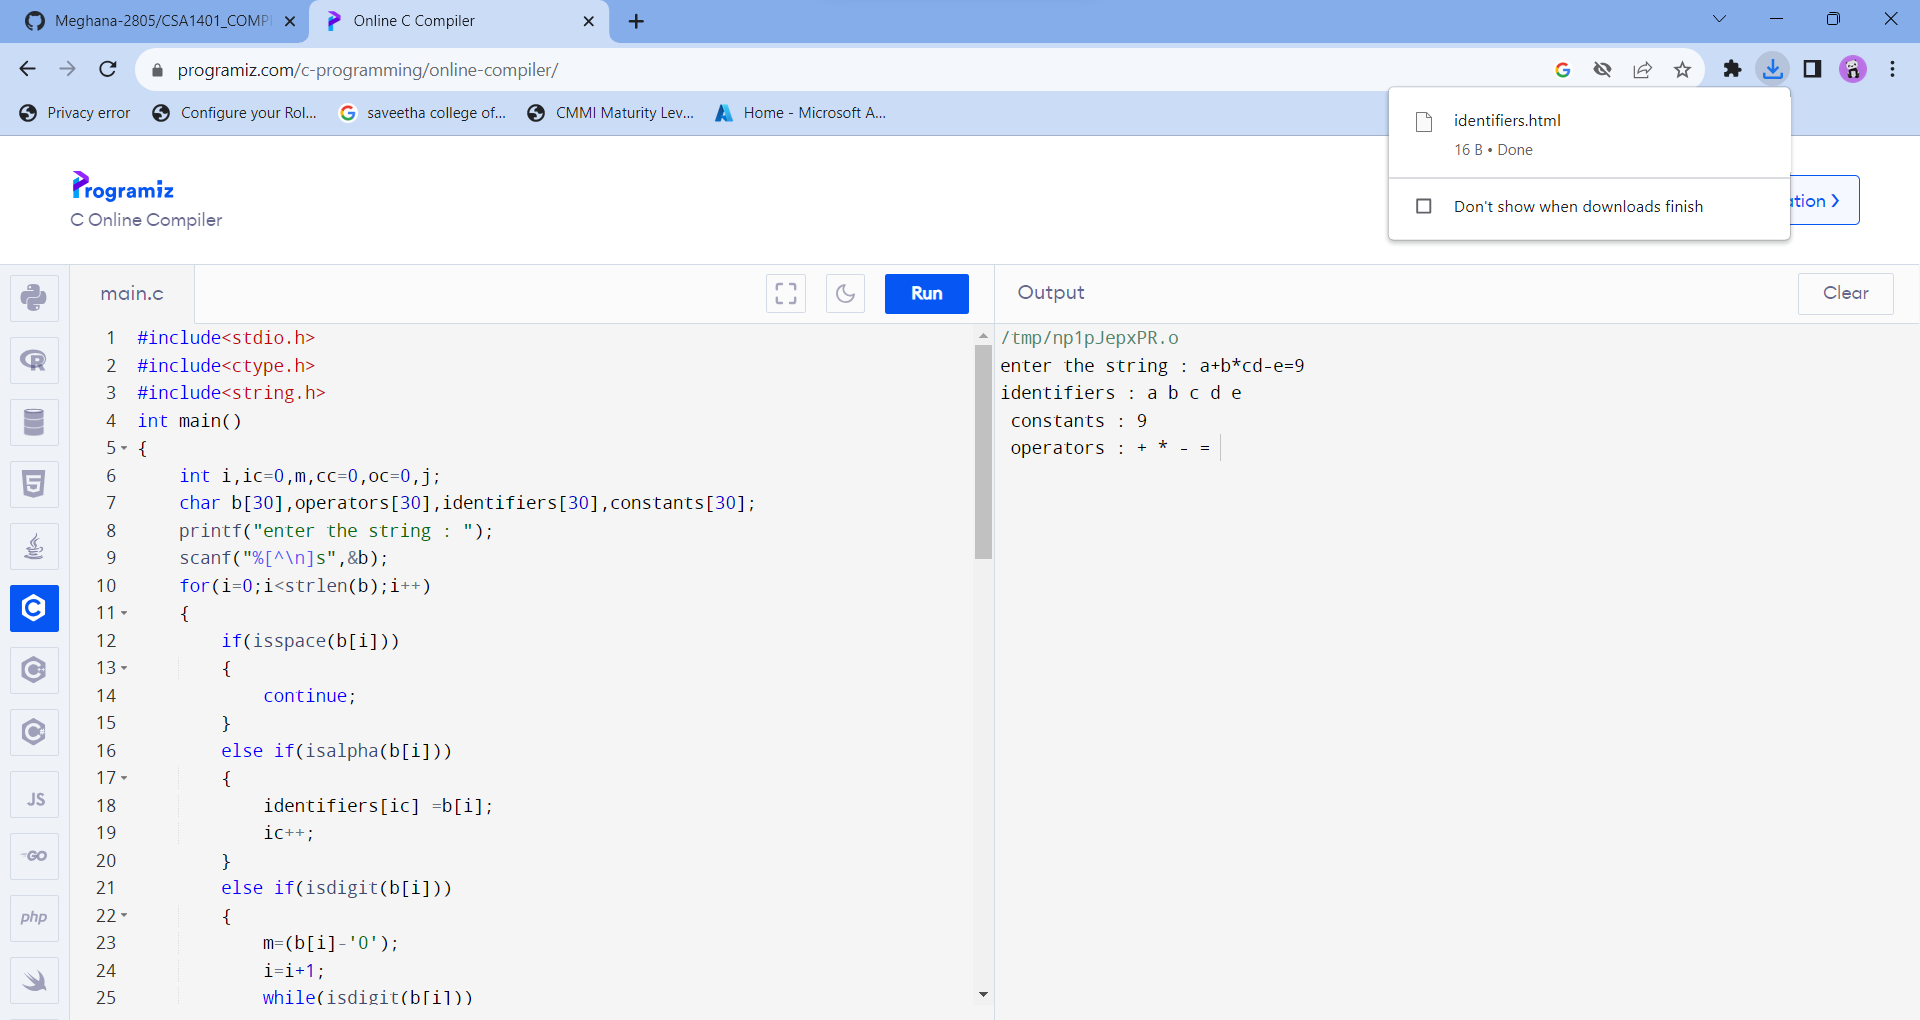 Meghana-2805/CSA1401_COMPI
Online C Compiler
programiz.com/c-programming/online-compiler/
Privacy error
Configure your Rol...
saveetha college of...
CMMI Maturity Lev...
Home - Microsoft A...
identifiers.html
16 B • Done
Don't show when downloads finish
Programiz
C Online Compiler
ation
main.c
Run
Output
Clear
1 #include<stdio.h>
2 #include<ctype.h>
3 #include<string.h>
4 int main()
5 {
6 int i,ic=0,m,cc=0,oc=0,j;
7 char b[30],operators[30],identifiers[30],constants[30];
8 printf("enter the string : ");
9 scanf("%[^\n]s",&b);
10 for(i=0;i<strlen(b);i++)
11 {
12 if(isspace(b[i]))
13 {
14 continue;
15 }
16 else if(isalpha(b[i]))
17 {
18 identifiers[ic] =b[i];
19 ic++;
20 }
21 else if(isdigit(b[i]))
22 {
23 m=(b[i]-'0');
24 i=i+1;
25 while(isdigit(b[i]))
/tmp/np1pJepxPR.o
enter the string : a+b*cd-e=9
identifiers : a b c d e
constants : 9
operators : + * - =
JS
GO
php